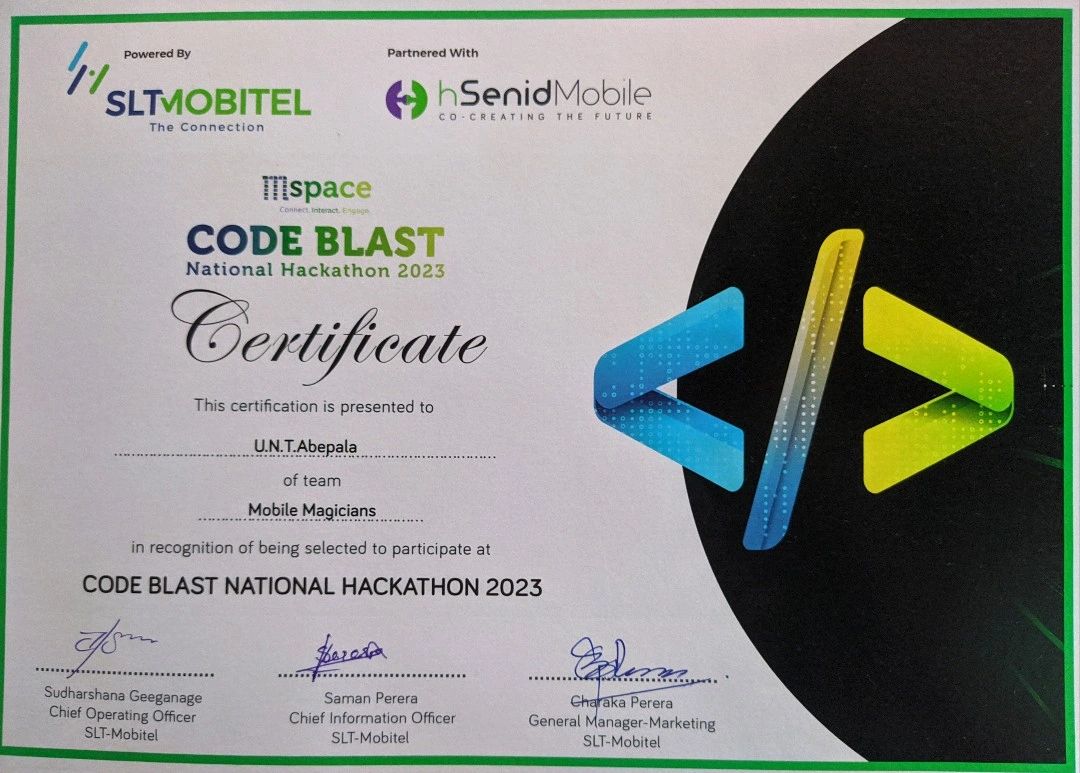 Powered By
SLTMOBITEL
The Connection
Partnered With
hSenidMobile
CO-CREATING THE FUTURE
mspace
Connect. Interact. Engage.
CODE BLAST
National Hackathon 2023
Certificate
This certification is presented to
U.N.T.Abepala
of team
Mobile Magicians
in recognition of being selected to participate at
CODE BLAST NATIONAL HACKATHON 2023
Sudharshana Geeganage
Chief Operating Officer
SLT-Mobitel
Saman Perera
Chief Information Officer
SLT-Mobitel
Charaka Perera
General Manager-Marketing
SLT-Mobitel